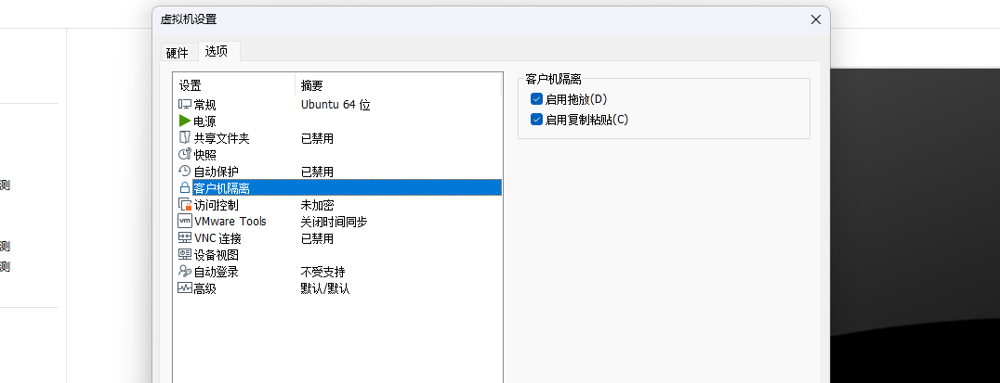 虚拟机设置
硬件 选项
设置 摘要
常规 Ubuntu 64 位
电源
共享文件夹 已禁用
快照
自动保护 已禁用
客户机隔离
访问控制 未加密
vm VMware Tools 关闭时间同步
VNC 连接 已禁用
设备视图
自动登录 不受支持
高级 默认/默认
客户机隔离
启用拖放(D)
启用复制粘贴(C)
测
测
测